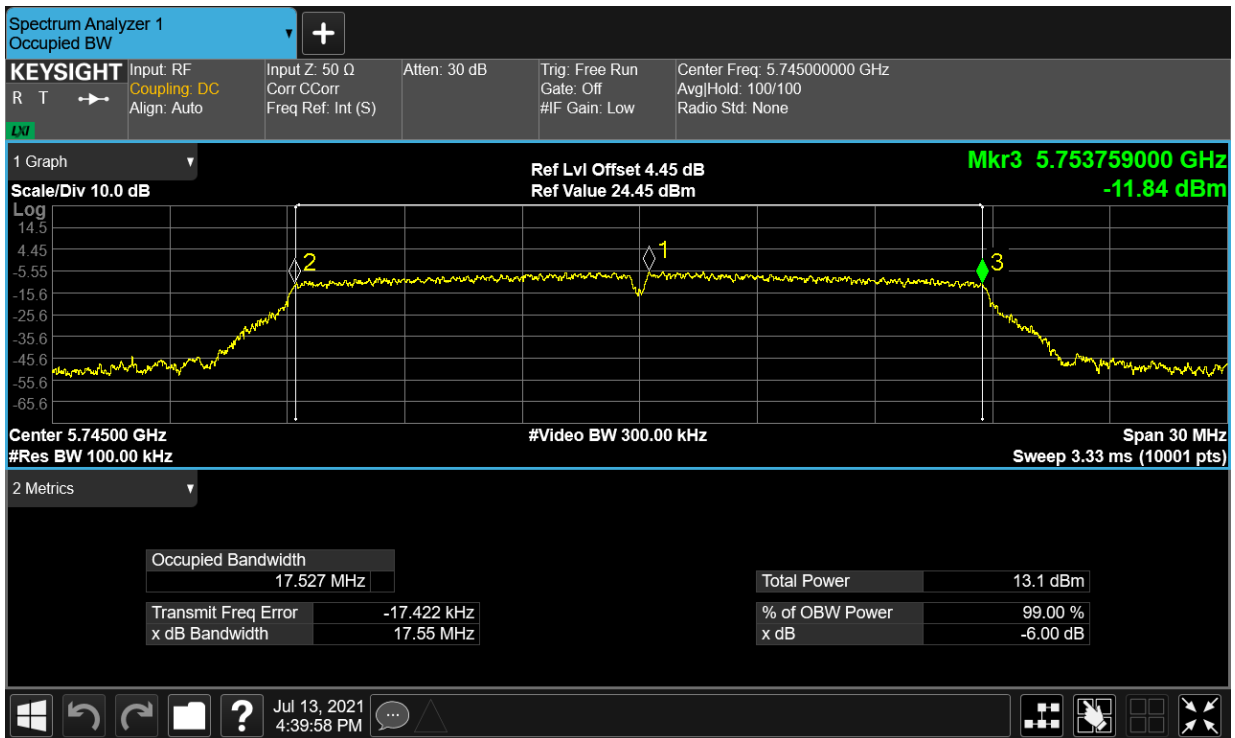 Spectrum Analyzer 1
Occupied BW
▼
+
KEYSIGHT
R T
LXI
Input: RF
Coupling: DC
Align: Auto
Input Z: 50 Ω
Corr CCorr
Freq Ref: Int (S)
Atten: 30 dB
Trig: Free Run
Gate: Off
#IF Gain: Low
Center Freq: 5.745000000 GHz
Avg|Hold: 100/100
Radio Std: None
1 Graph ▼
Scale/Div 10.0 dB
Ref Lvl Offset 4.45 dB
Ref Value 24.45 dBm
Mkr3 5.753759000 GHz
-11.84 dBm
Log
14.5
4.45
-5.55
-15.6
-25.6
-35.6
-45.6
-55.6
-65.6
2
1
3
Center 5.74500 GHz
#Video BW 300.00 kHz
Span 30 MHz
#Res BW 100.00 kHz
Sweep 3.33 ms (10001 pts)
2 Metrics ▼
Occupied Bandwidth
17.527 MHz
Total Power 13.1 dBm
Transmit Freq Error -17.422 kHz
% of OBW Power 99.00 %
x dB Bandwidth 17.55 MHz
x dB -6.00 dB
?
Jul 13, 2021
4:39:58 PM